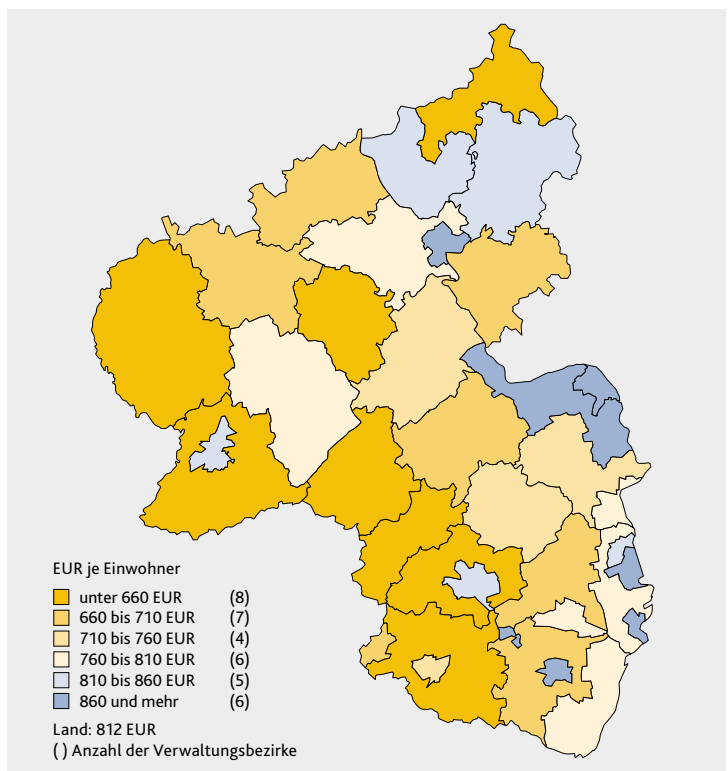 EUR je Einwohner
unter 660 EUR (8)
660 bis 710 EUR (7)
710 bis 760 EUR (4)
760 bis 810 EUR (6)
810 bis 860 EUR (5)
860 und mehr (6)
Land: 812 EUR
( ) Anzahl der Verwaltungsbezirke